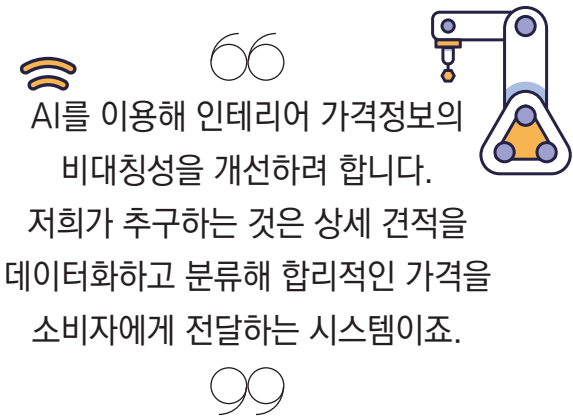 AI를 이용해 인테리어 가격정보의
비대칭성을 개선하려 합니다.
저희가 추구하는 것은 상세 견적을
데이터화하고 분류해 합리적인 가격을
소비자에게 전달하는 시스템이죠.